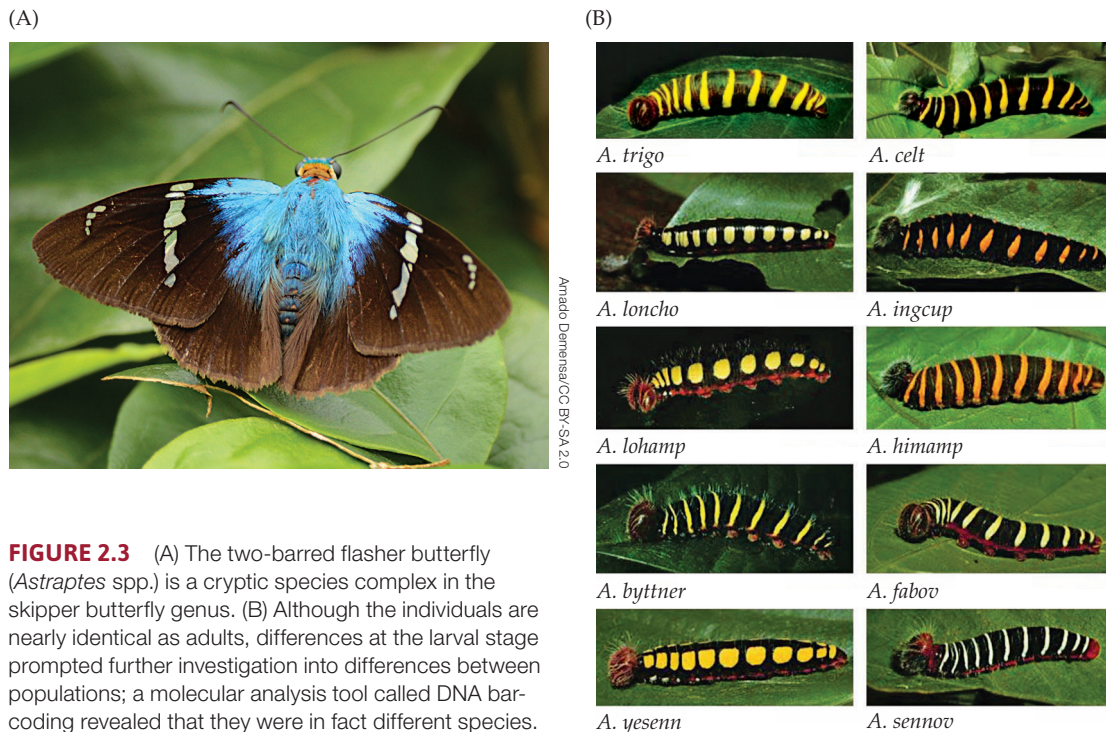 (A)
(B)
Amado Demensa/CC BY-SA 2.0
A. trigo
A. celt
A. loncho
A. ingcup
A. lohamp
A. himamp
A. byttner
A. fabov
A. yesenn
A. sennov
FIGURE 2.3 (A) The two-barred flasher butterfly
(Astraptes spp.) is a cryptic species complex in the
skipper butterfly genus. (B) Although the individuals are
nearly identical as adults, differences at the larval stage
prompted further investigation into differences between
populations; a molecular analysis tool called DNA bar-
coding revealed that they were in fact different species.